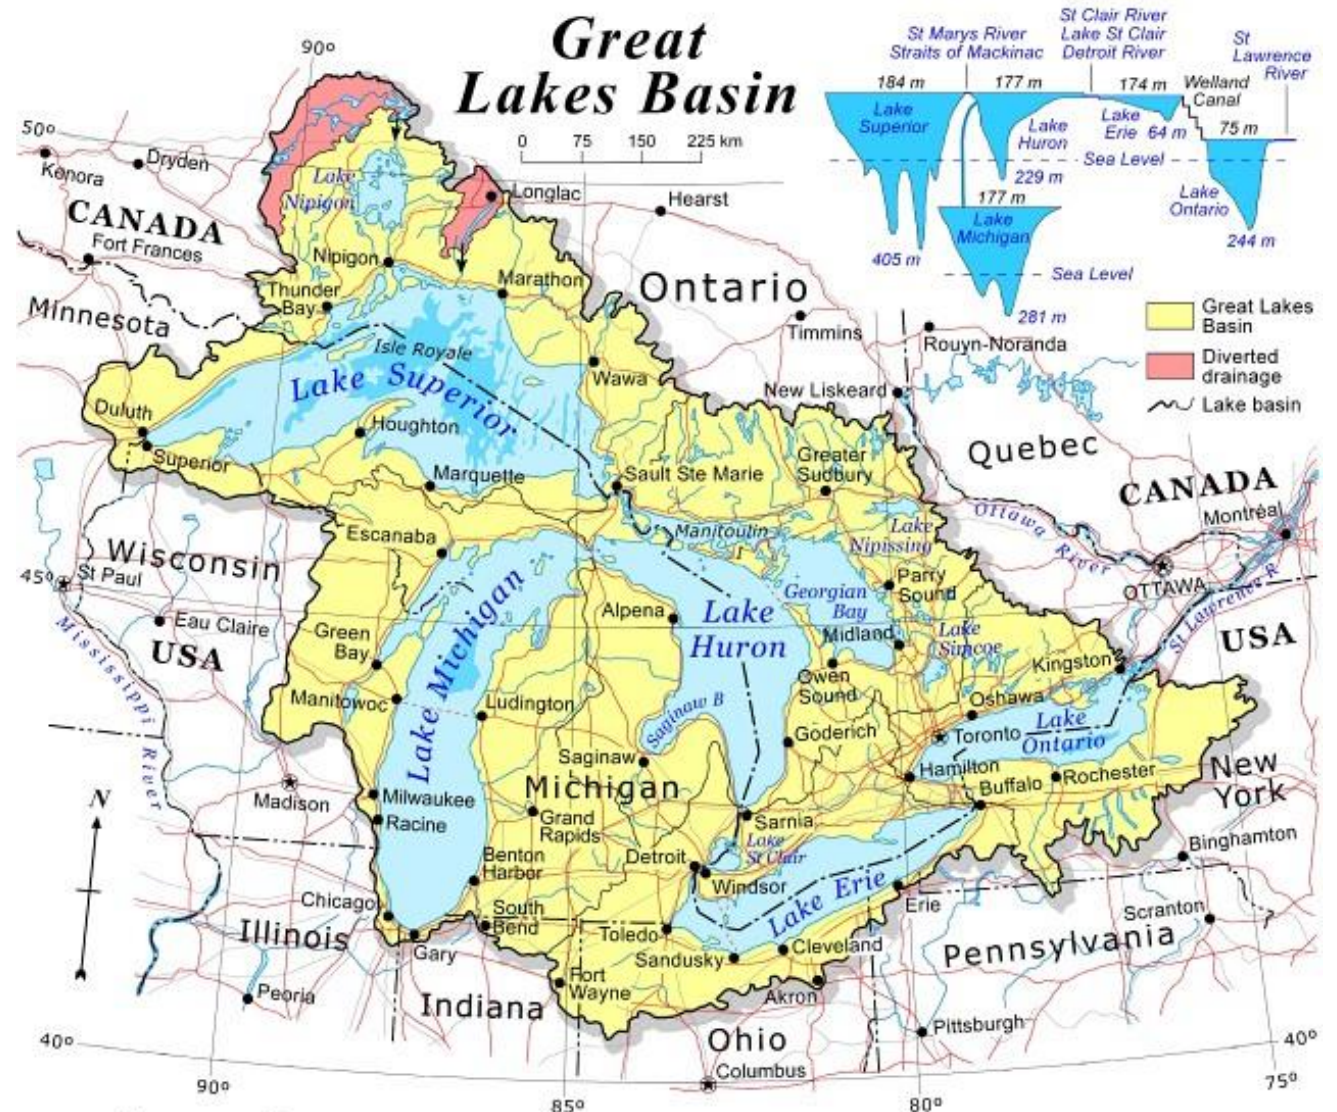 Great
Lakes Basin
0 75 150 225 km
90º
50º
Kenora
Dryden
CANADA
Fort Frances
Minnesota
Lake
Nipigon
Longlac
Hearst
Nipigon
Thunder
Bay
Marathon
Ontario
Timmins
Isle Royale
Lake Superior
Wawa
Duluth
Superior
Houghton
Marquette
Sault Ste Marie
Greater
Sudbury
New Liskeard
Rouyn-Noranda
Quebec
CANADA
Montréal
Ottawa River
OTTAWA
St Lawrence R
USA
Wisconsin
45º
St Paul
Eau Claire
USA
Mississippi River
Escanaba
Manitoulin
I
Lake
Nipissing
Parry
Sound
Georgian
Bay
Midland
Lake
Simcoe
Alpena
Lake
Huron
Owen
Sound
Kingston
Oshawa
Green
Bay
Manitowoc
Lake Michigan
Ludington
Saginaw B
Saginaw
Goderich
Toronto
Lake
Ontario
Michigan
Hamilton
Buffalo
Rochester
New
York
N
Madison
Milwaukee
Racine
Grand
Rapids
Sarnia
Lake
St Clair
Binghamton
Benton
Harbor
Detroit
Windsor
Lake Erie
Erie
Chicago
Illinois
South
Bend
Gary
Toledo
Sandusky
Cleveland
Scranton
Pennsylvania
Peoria
Indiana
Fort
Wayne
Akron
Ohio
Columbus
Pittsburgh
40º
40º
90º
85º
80º
75º
St Marys River
Straits of Mackinac
St Clair River
Lake St Clair
Detroit River
St
Lawrence
River
184 m
177 m
174 m
Welland
Canal
75 m
Lake
Superior
Lake
Huron
Lake
Erie
64 m
Sea Level
229 m
Lake
Ontario
177 m
Lake
Michigan
405 m
244 m
Sea Level
281 m
Great Lakes
Basin
Diverted
drainage
Lake basin